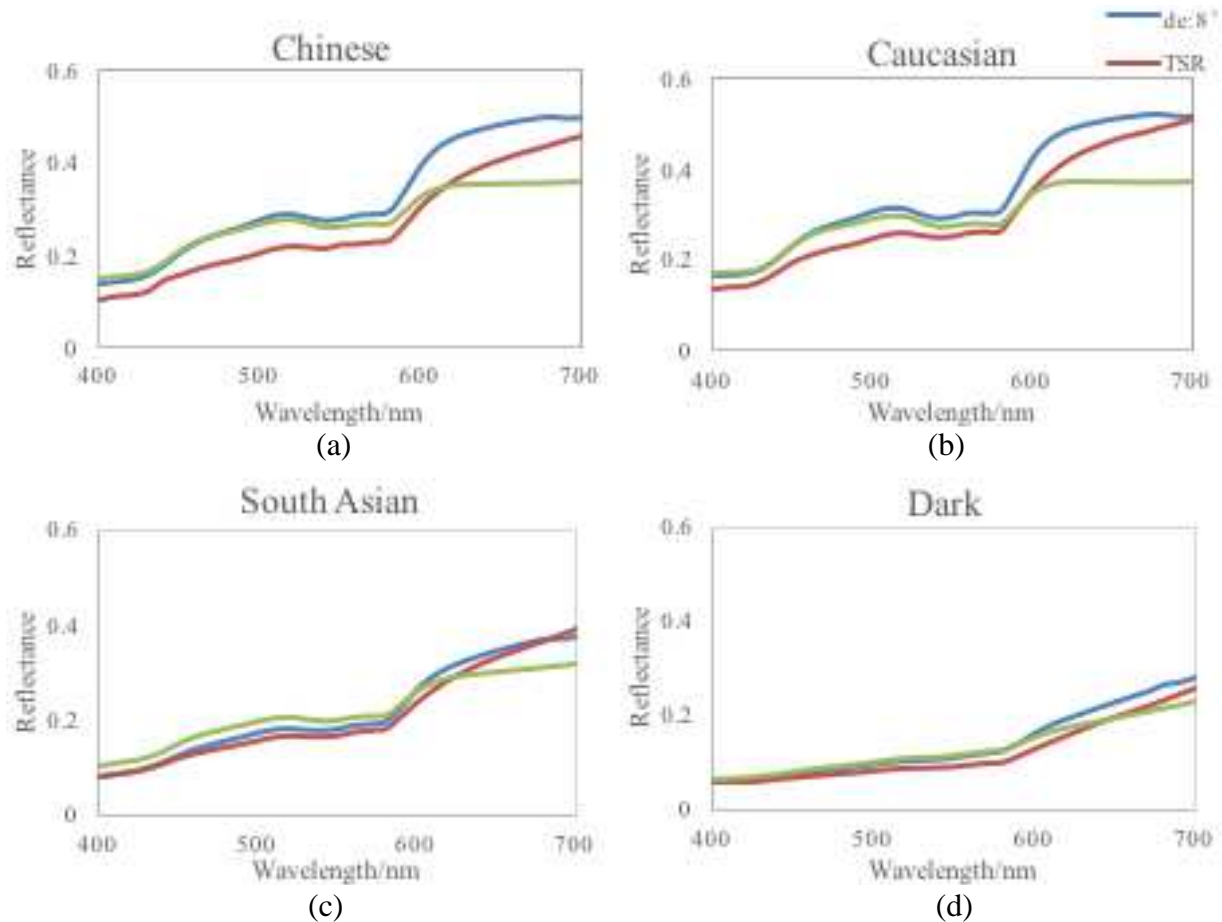 de:8°
TSR
Chinese
0.6
0.4
0.2
0
Reflectance
400 500 600 700
Wavelength/nm
(a)
Caucasian
0.6
0.4
0.2
0
Reflectance
400 500 600 700
Wavelength/nm
(b)
South Asian
0.6
0.4
0.2
0
Reflectance
400 500 600 700
Wavelength/nm
(c)
Dark
0.6
0.4
0.2
0
Reflectance
400 500 600 700
Wavelength/nm
(d)